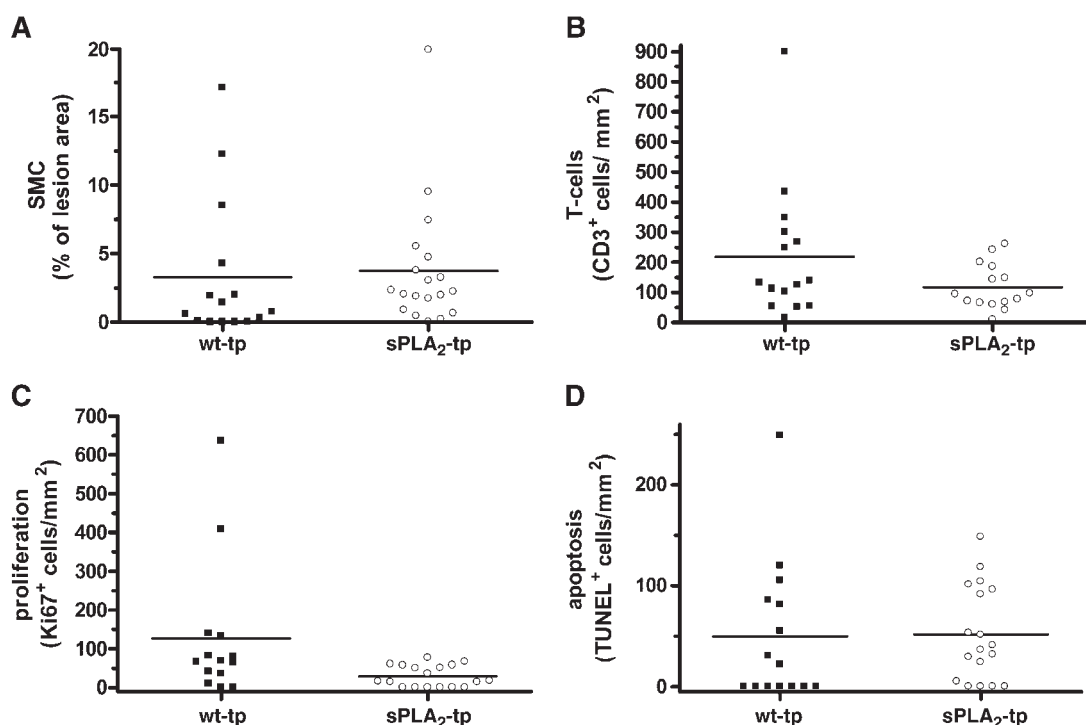 A
20
15
10
5
0
SMC
(% of lesion area)
wt-tp
sPLA₂-tp
B
900
800
700
600
500
400
300
200
100
0
T-cells
(CD3⁺ cells/ mm²)
wt-tp
sPLA₂-tp
C
700
600
500
400
300
200
100
0
proliferation
(Ki67⁺ cells/mm²)
wt-tp
sPLA₂-tp
D
200
100
0
apoptosis
(TUNEL⁺ cells/mm²)
wt-tp
sPLA₂-tp